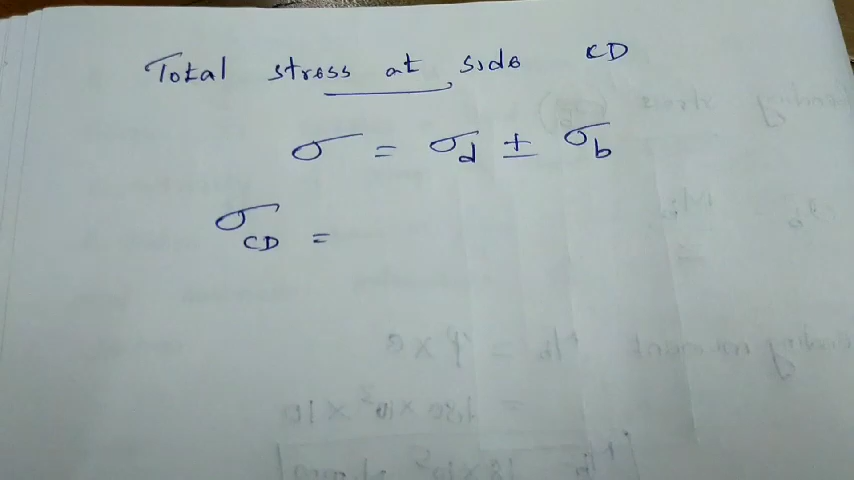 Total stress at side CD
σ = σd ± σb
σCD =